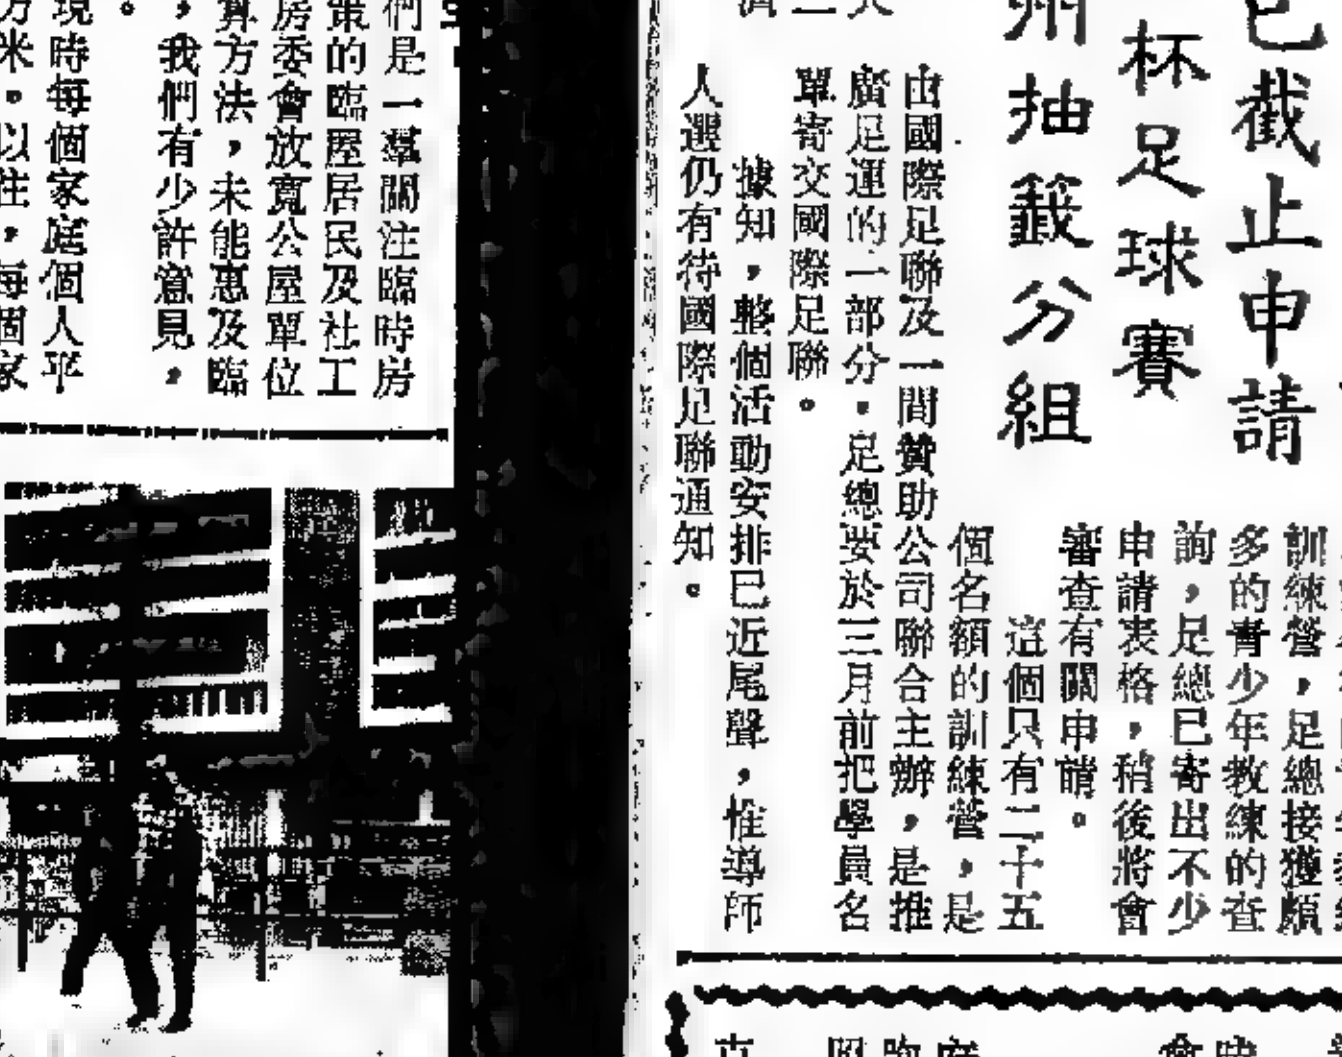 已截止申請
杯足球賽
州抽籤分組
訓練營，足總接獲頗
多的青少年教練的查
詢，足總已寄出不少
申請表格，稍後將會
審查有關申請。
這個只有二十五
個名額的訓練營，是
由國際足聯及一間贊助公司聯合主辦，是推
廣足運的一部分，足總要於三月前把學員名
單寄交國際足聯。
據知，整個活動安排已近尾聲，惟導師
人選仍有待國際足聯通知。
們是一羣關注臨時房
策的臨屋居民及社工
房委會放寬公屋單位
算方法，未能惠及臨
，我們有少許意見，
現時每個家庭個人平
方米。以往，每個家